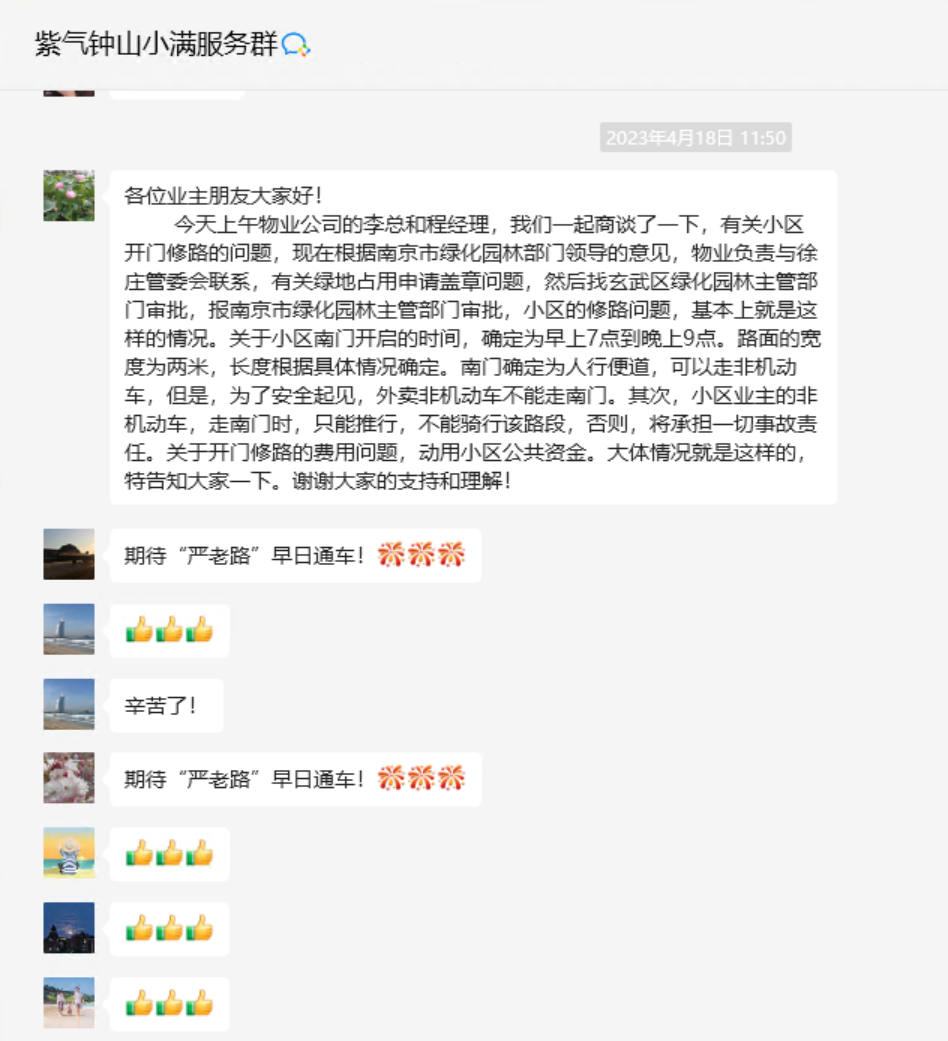 紫气钟山小满服务群
2023年4月18日 11:50
各位业主朋友大家好！
今天上午物业公司的李总和程经理，我们一起商谈了一下，有关小区
开门修路的问题，现在根据南京市绿化园林部门领导的意见，物业负责与徐
庄管委会联系，有关绿地占用申请盖章问题，然后找玄武区绿化园林主管部
门审批，报南京市绿化园林主管部门审批，小区的修路问题，基本上就是这
样的情况。关于小区南门开启的时间，确定为早上7点到晚上9点。路面的宽
度为两米，长度根据具体情况确定。南门确定为人行便道，可以走非机动
车，但是，为了安全起见，外卖非机动车不能走南门。其次，小区业主的非
机动车，走南门时，只能推行，不能骑行该路段，否则，将承担一切事故责
任。关于开门修路的费用问题，动用小区公共资金。大体情况就是这样的，
特告知大家一下。谢谢大家的支持和理解！
期待“严老路”早日通车！
辛苦了！
期待“严老路”早日通车！